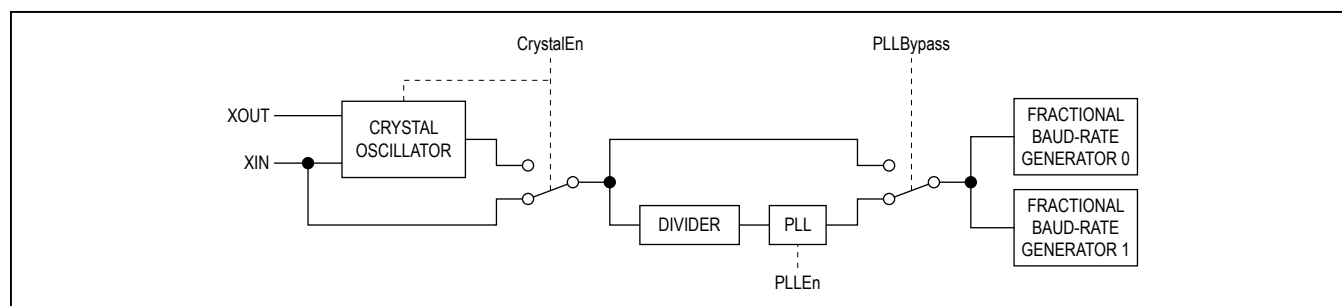 CrystalEn
PLLBypass
XOUT
XIN
CRYSTAL
OSCILLATOR
DIVIDER
PLL
PLLEn
FRACTIONAL
BAUD-RATE
GENERATOR 0
FRACTIONAL
BAUD-RATE
GENERATOR 1